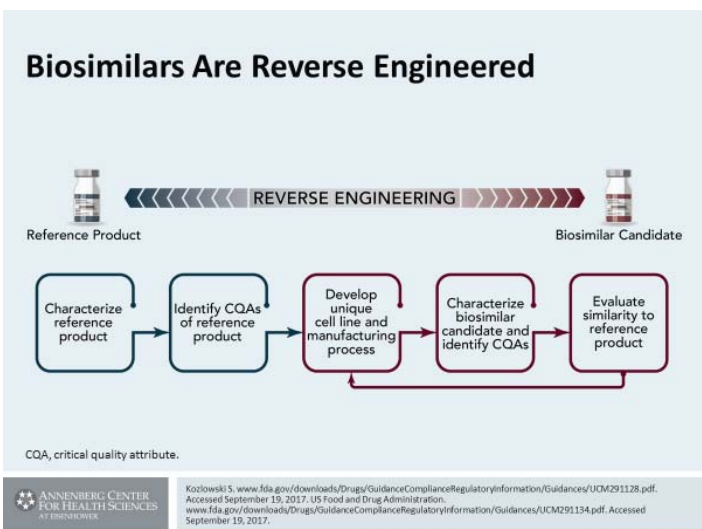 Biosimilars Are Reverse Engineered
REVERSE ENGINEERING
Reference Product
Biosimilar Candidate
Characterize
reference
product
Identify CQAs
of reference
product
Develop
unique
cell line and
manufacturing
process
Characterize
biosimilar
candidate and
identify CQAs
Evaluate
similarity to
reference
product
CQA, critical quality attribute.
ANNENBERG CENTER
FOR HEALTH SCIENCES
AT EISENHOWER
Kozlowski S. www.fda.gov/downloads/Drugs/GuidanceComplianceRegulatoryInformation/Guidances/UCM291128.pdf.
Accessed September 19, 2017. US Food and Drug Administration.
www.fda.gov/downloads/Drugs/GuidanceComplianceRegulatoryInformation/Guidances/UCM291134.pdf. Accessed
September 19, 2017.